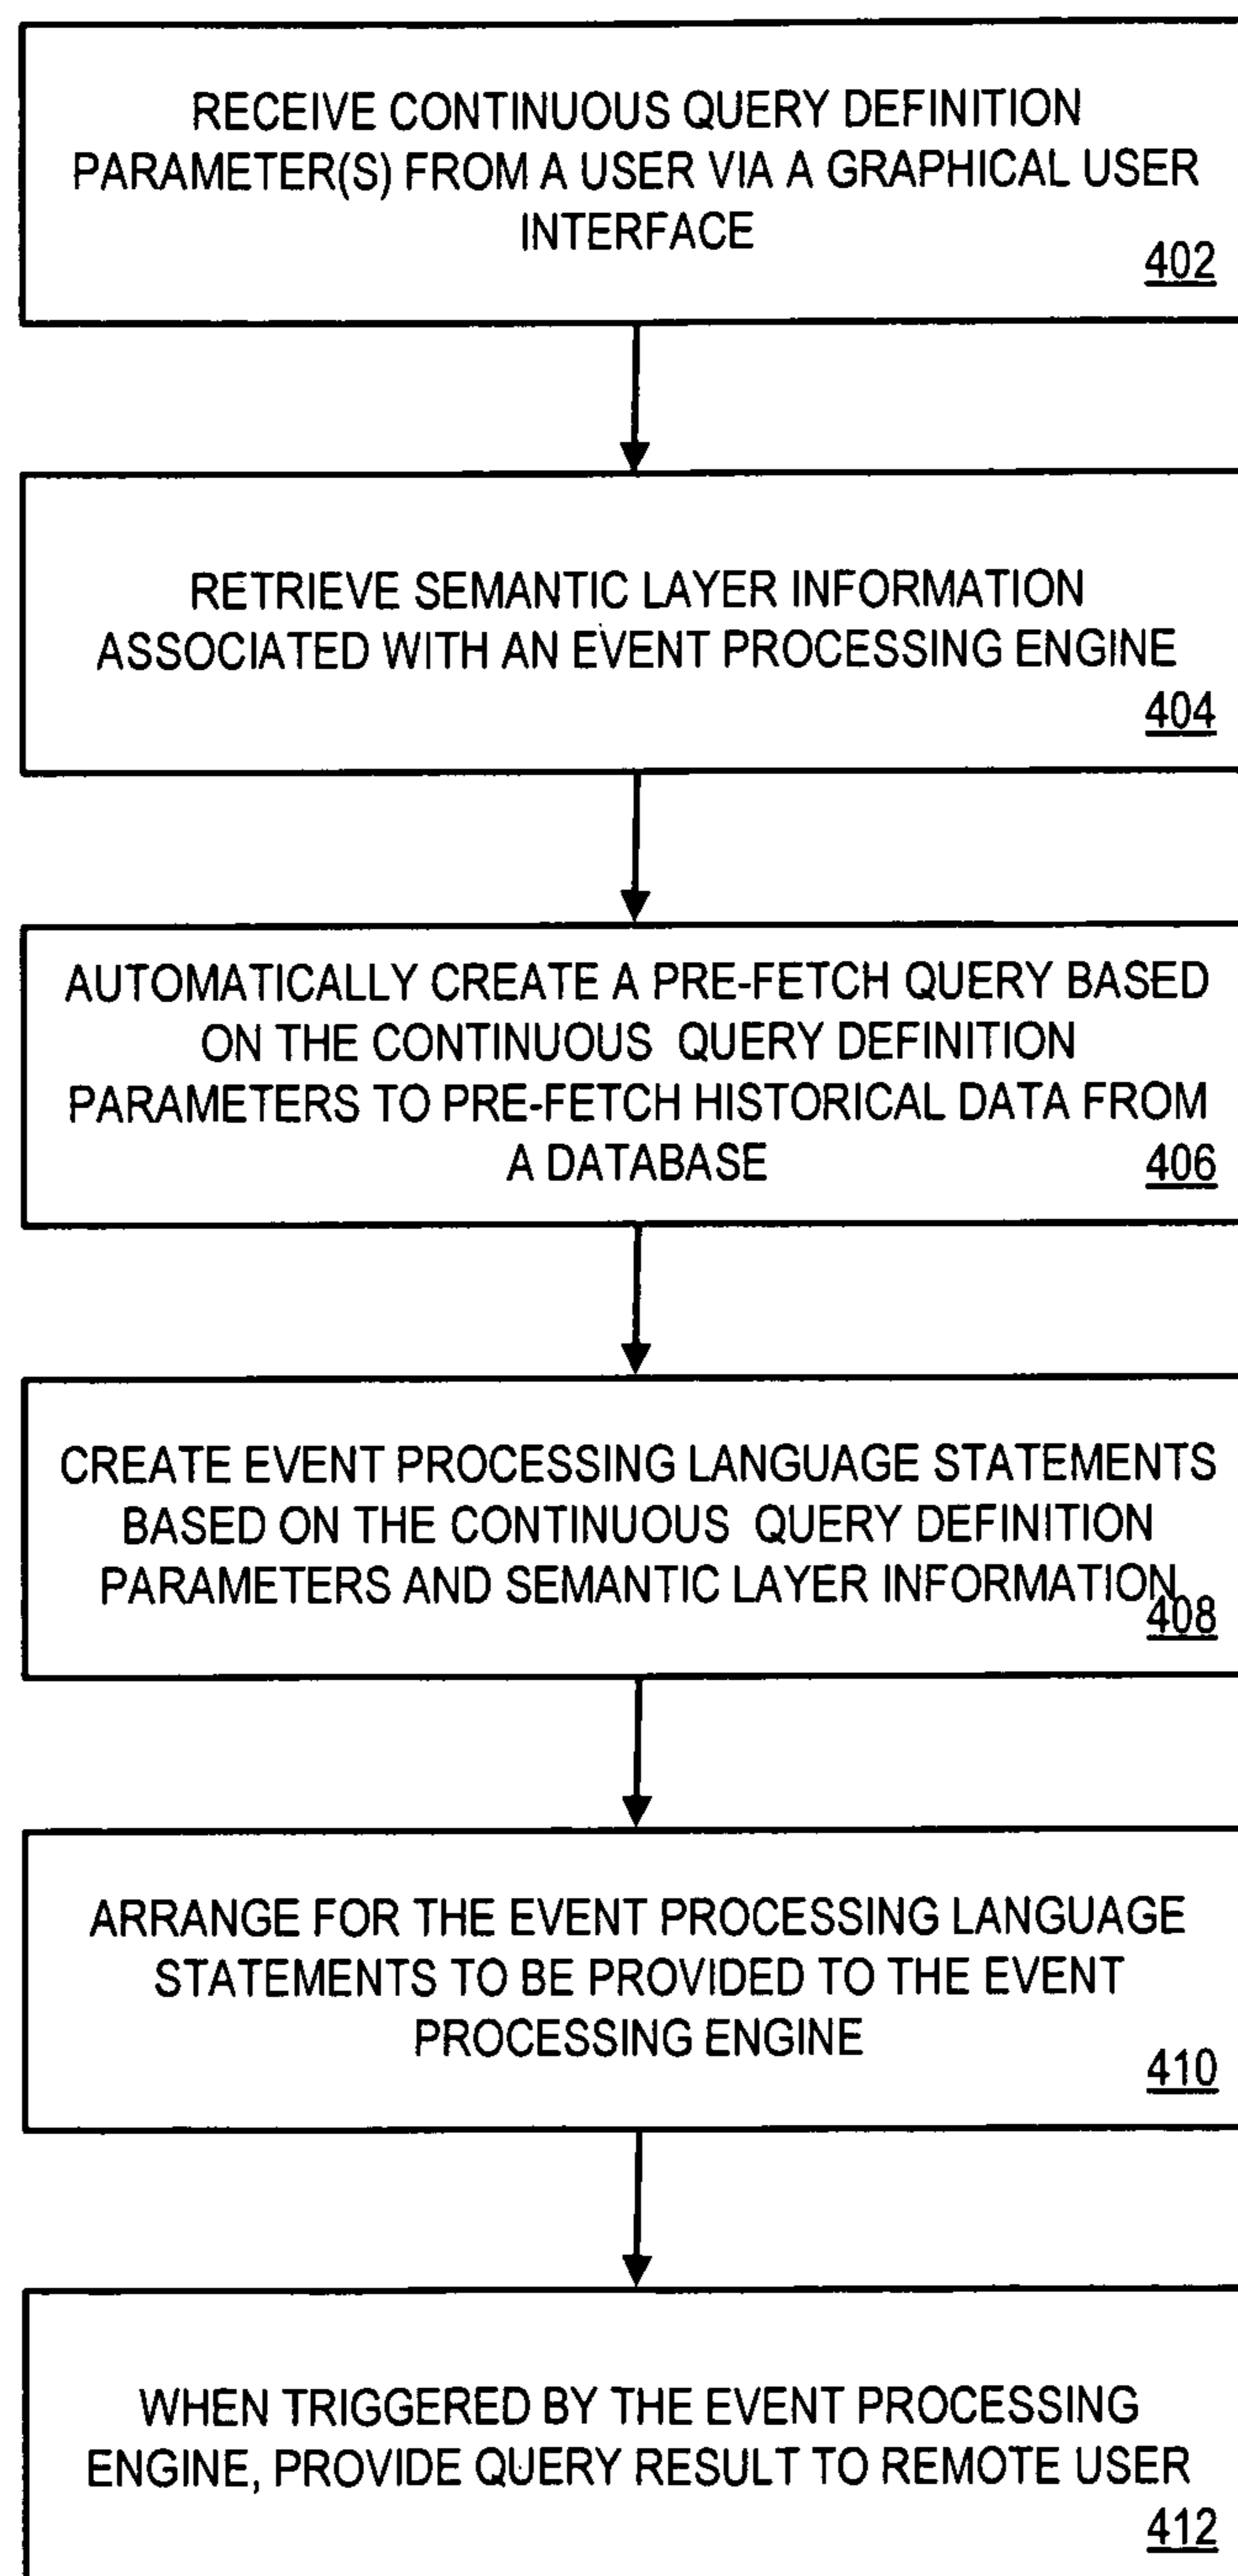 RECEIVE CONTINUOUS QUERY DEFINITION
PARAMETER(S) FROM A USER VIA A GRAPHICAL USER
INTERFACE
402
RETRIEVE SEMANTIC LAYER INFORMATION
ASSOCIATED WITH AN EVENT PROCESSING ENGINE
404
AUTOMATICALLY CREATE A PRE-FETCH QUERY BASED
ON THE CONTINUOUS QUERY DEFINITION
PARAMETERS TO PRE-FETCH HISTORICAL DATA FROM
A DATABASE
406
CREATE EVENT PROCESSING LANGUAGE STATEMENTS
BASED ON THE CONTINUOUS QUERY DEFINITION
PARAMETERS AND SEMANTIC LAYER INFORMATION
408
ARRANGE FOR THE EVENT PROCESSING LANGUAGE
STATEMENTS TO BE PROVIDED TO THE EVENT
PROCESSING ENGINE
410
WHEN TRIGGERED BY THE EVENT PROCESSING
ENGINE, PROVIDE QUERY RESULT TO REMOTE USER
412